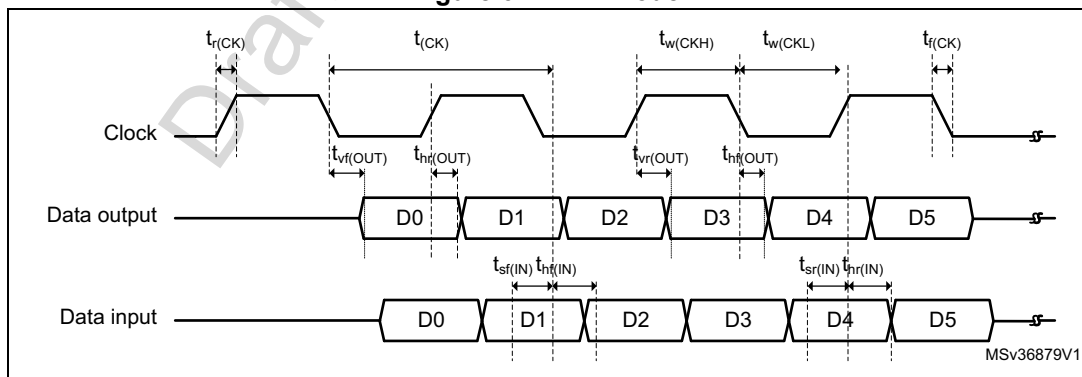 t_r(CK) t_(CK) t_w(CKH) t_w(CKL) t_f(CK)
Clock
t_vf(OUT) t_hr(OUT) t_vr(OUT) t_hf(OUT)
Data output D0 D1 D2 D3 D4 D5
t_sf(IN) t_hf(IN) t_sr(IN) t_hr(IN)
Data input D0 D1 D2 D3 D4 D5
MSv36879V1